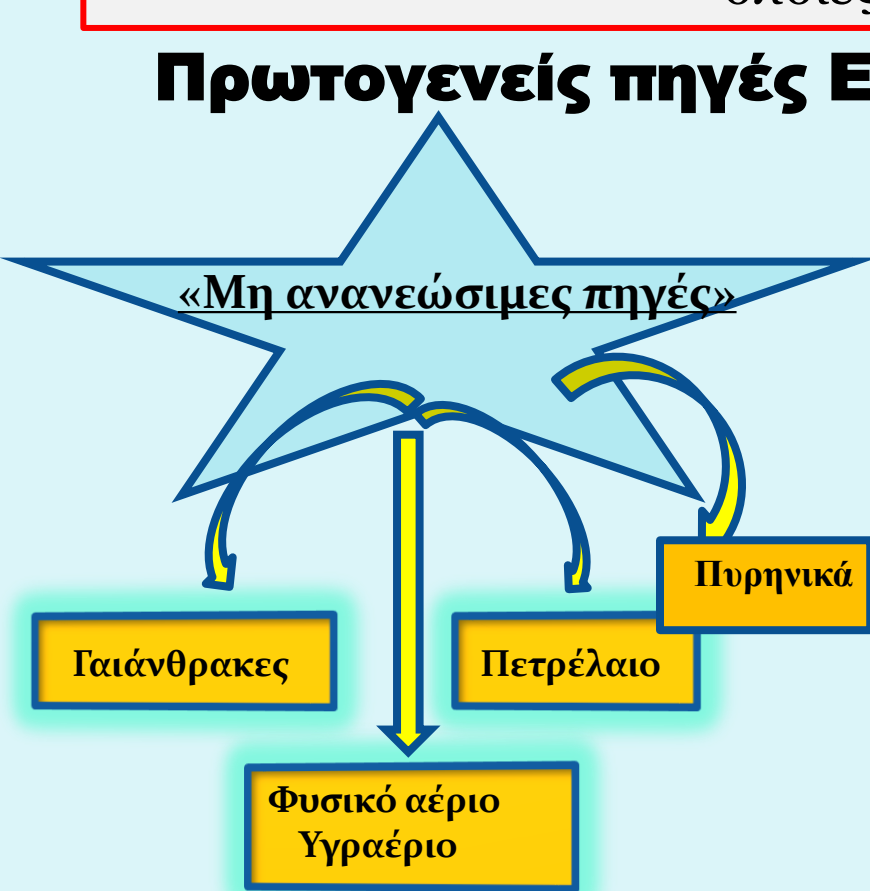 Πρωτογενείς πηγές
«Μη ανανεώσιμες πηγές»
Πυρηνικά
Γαιάνθρακες
Πετρέλαιο
Φυσικό αέριο
Υγραέριο